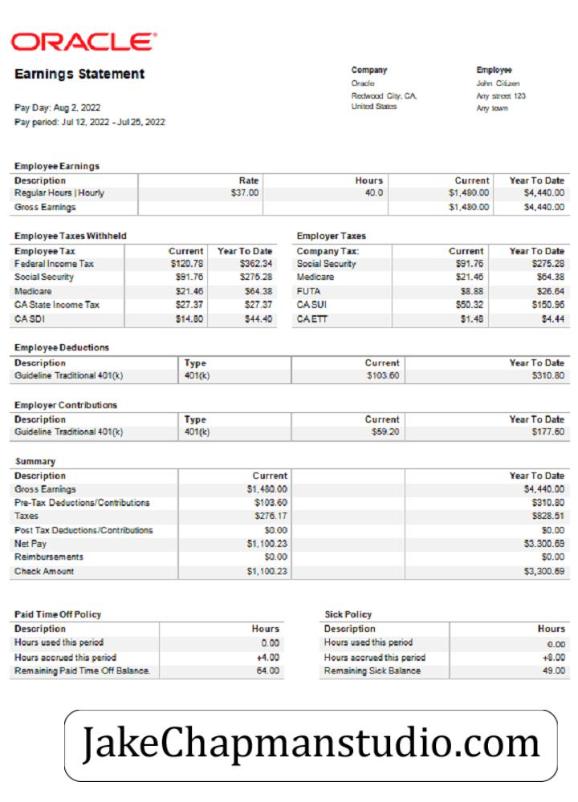 ORACLE
Earnings Statement
Company
Employee
Oracle
John Citizen
Redwood City, CA,
Any street 123
United States
Any town
Pay Day: Aug 2, 2022
Pay period: Jul 12, 2022 - Jul 25, 2022
Employee Earnings
Description Rate Hours Current Year To Date
Regular Hours | Hourly $37.00 40.0 $1,480.00 $4,440.00
Gross Earnings $1,480.00 $4,440.00
Employee Taxes Withheld Employer Taxes
Employee Tax Current Year To Date Company Tax: Current Year To Date
Federal Income Tax $120.78 $362.34 Social Security $91.76 $275.28
Social Security $91.76 $275.28 Medicare $21.46 $64.38
Medicare $21.46 $64.38 FUTA $8.88 $26.64
CA State Income Tax $27.37 $27.37 CA SUI $50.32 $150.96
CA SDI $14.80 $44.40 CA ETT $1.48 $4.44
Employee Deductions
Description Type Current Year To Date
Guideline Traditional 401(k) 401(k) $103.60 $310.80
Employer Contributions
Description Type Current Year To Date
Guideline Traditional 401(k) 401(k) $59.20 $177.60
Summary
Description Current Year To Date
Gross Earnings $1,480.00 $4,440.00
Pre-Tax Deductions/Contributions $103.60 $310.80
Taxes $276.17 $828.51
Post Tax Deductions/Contributions $0.00 $0.00
Net Pay $1,100.23 $3.300.69
Reimbursements $0.00 $0.00
Check Amount $1,100.23 $3,300.69
Paid Time Off Policy Sick Policy
Description Hours Description Hours
Hours used this period 0.00 Hours used this period 0.00
Hours accrued this period +4.00 Hours accrued this period +8.00
Remaining Paid Time Off Balance. 64.00 Remaining Sick Balance 49.00
JakeChapmanstudio.com